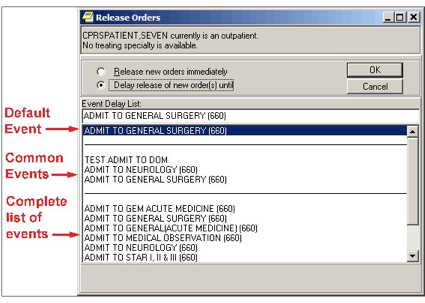 Release Orders
CPRSPATIENT,SEVEN currently is an outpatient.
No treating specialty is available.
Release new orders immediately
Delay release of new order(s) until
OK
Cancel
Event Delay List:
ADMIT TO GENERAL SURGERY (660)
Default
Event
ADMIT TO GENERAL SURGERY (660)
Common
Events
TEST ADMIT TO DOM
ADMIT TO NEUROLOGY (660)
ADMIT TO GENERAL SURGERY (660)
Complete
list of
events
ADMIT TO GEM ACUTE MEDICINE (660)
ADMIT TO GENERAL SURGERY (660)
ADMIT TO GENERAL(ACUTE MEDICINE) (660)
ADMIT TO MEDICAL OBSERVATION (660)
ADMIT TO NEUROLOGY (660)
ADMIT TO STAR I, II & III (660)